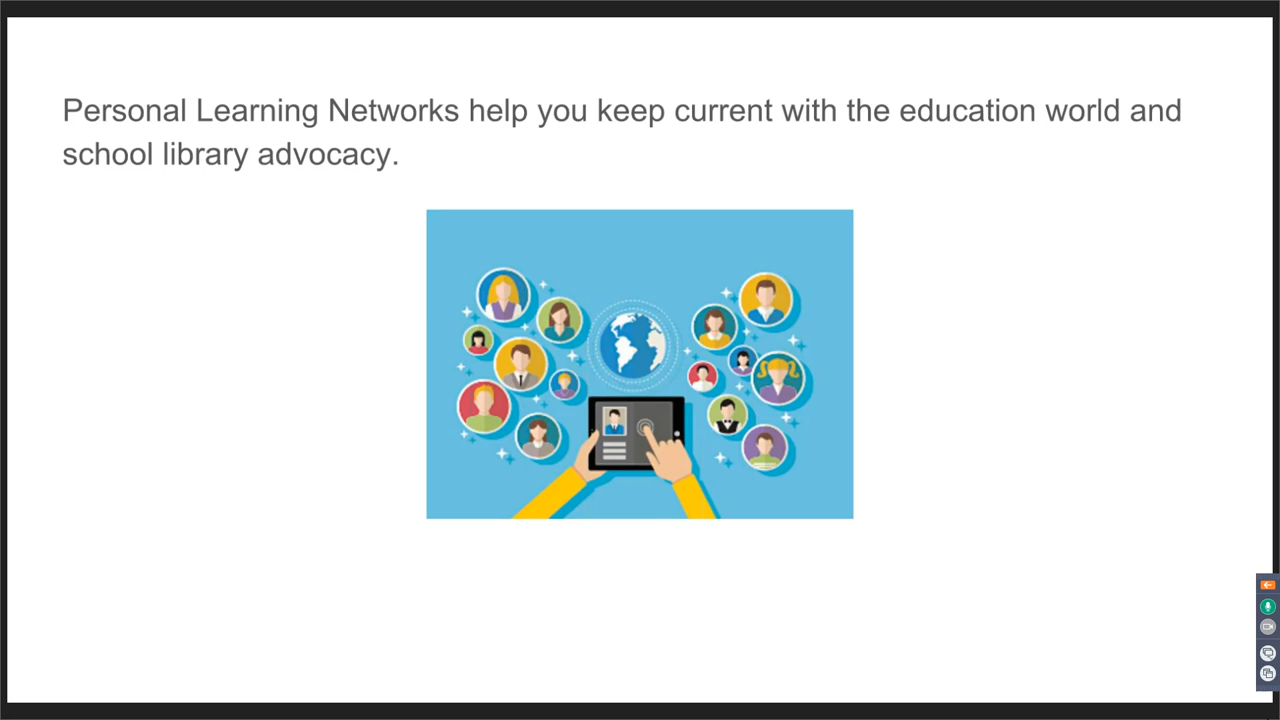 Personal Learning Networks help you keep current with the education world and
school library advocacy.